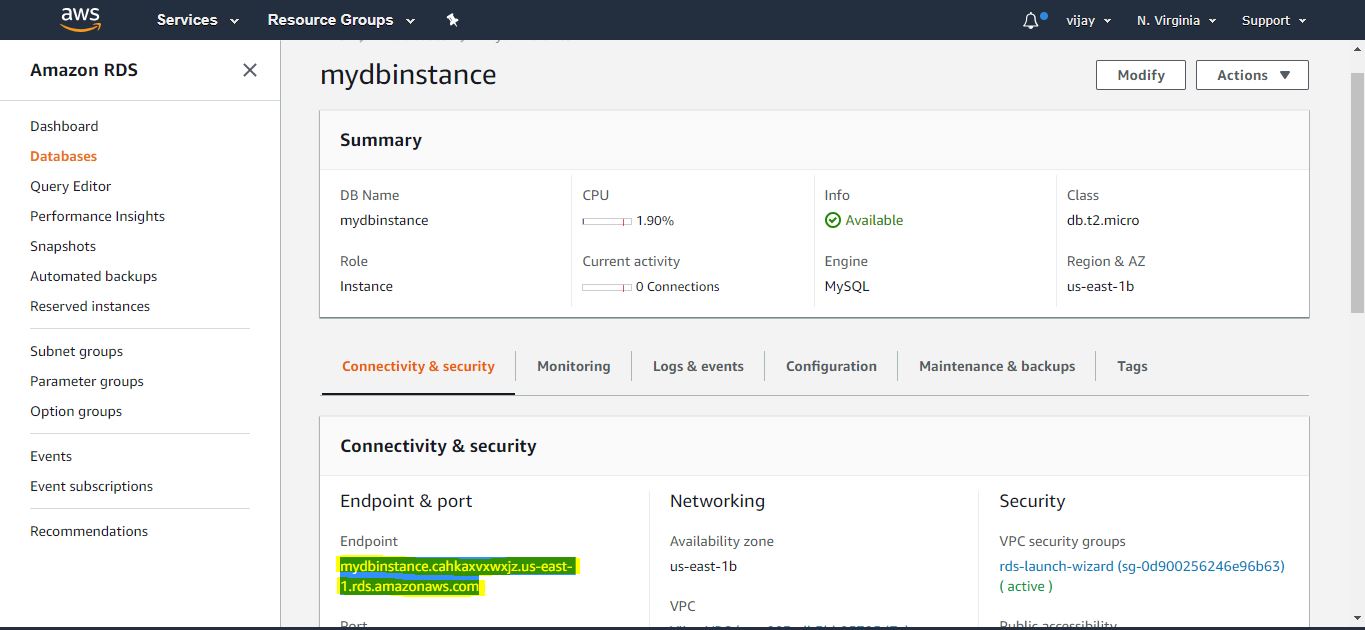 aws Services Resource Groups vijay N. Virginia Support
Amazon RDS
Dashboard
Databases
Query Editor
Performance Insights
Snapshots
Automated backups
Reserved instances
Subnet groups
Parameter groups
Option groups
Events
Event subscriptions
Recommendations
mydbinstance
Modify Actions
Summary
DB Name
mydbinstance
CPU
1.90%
Info
Available
Class
db.t2.micro
Role
Instance
Current activity
0 Connections
Engine
MySQL
Region & AZ
us-east-1b
Connectivity & security Monitoring Logs & events Configuration Maintenance & backups Tags
Connectivity & security
Endpoint & port
Endpoint
mydbinstance.cahkaxvxwxjz.us-east-
1.rds.amazonaws.com
Port
Networking
Availability zone
us-east-1b
VPC
Security
VPC security groups
rds-launch-wizard (sg-0d900256246e96b63)
( active )
Public accessibility